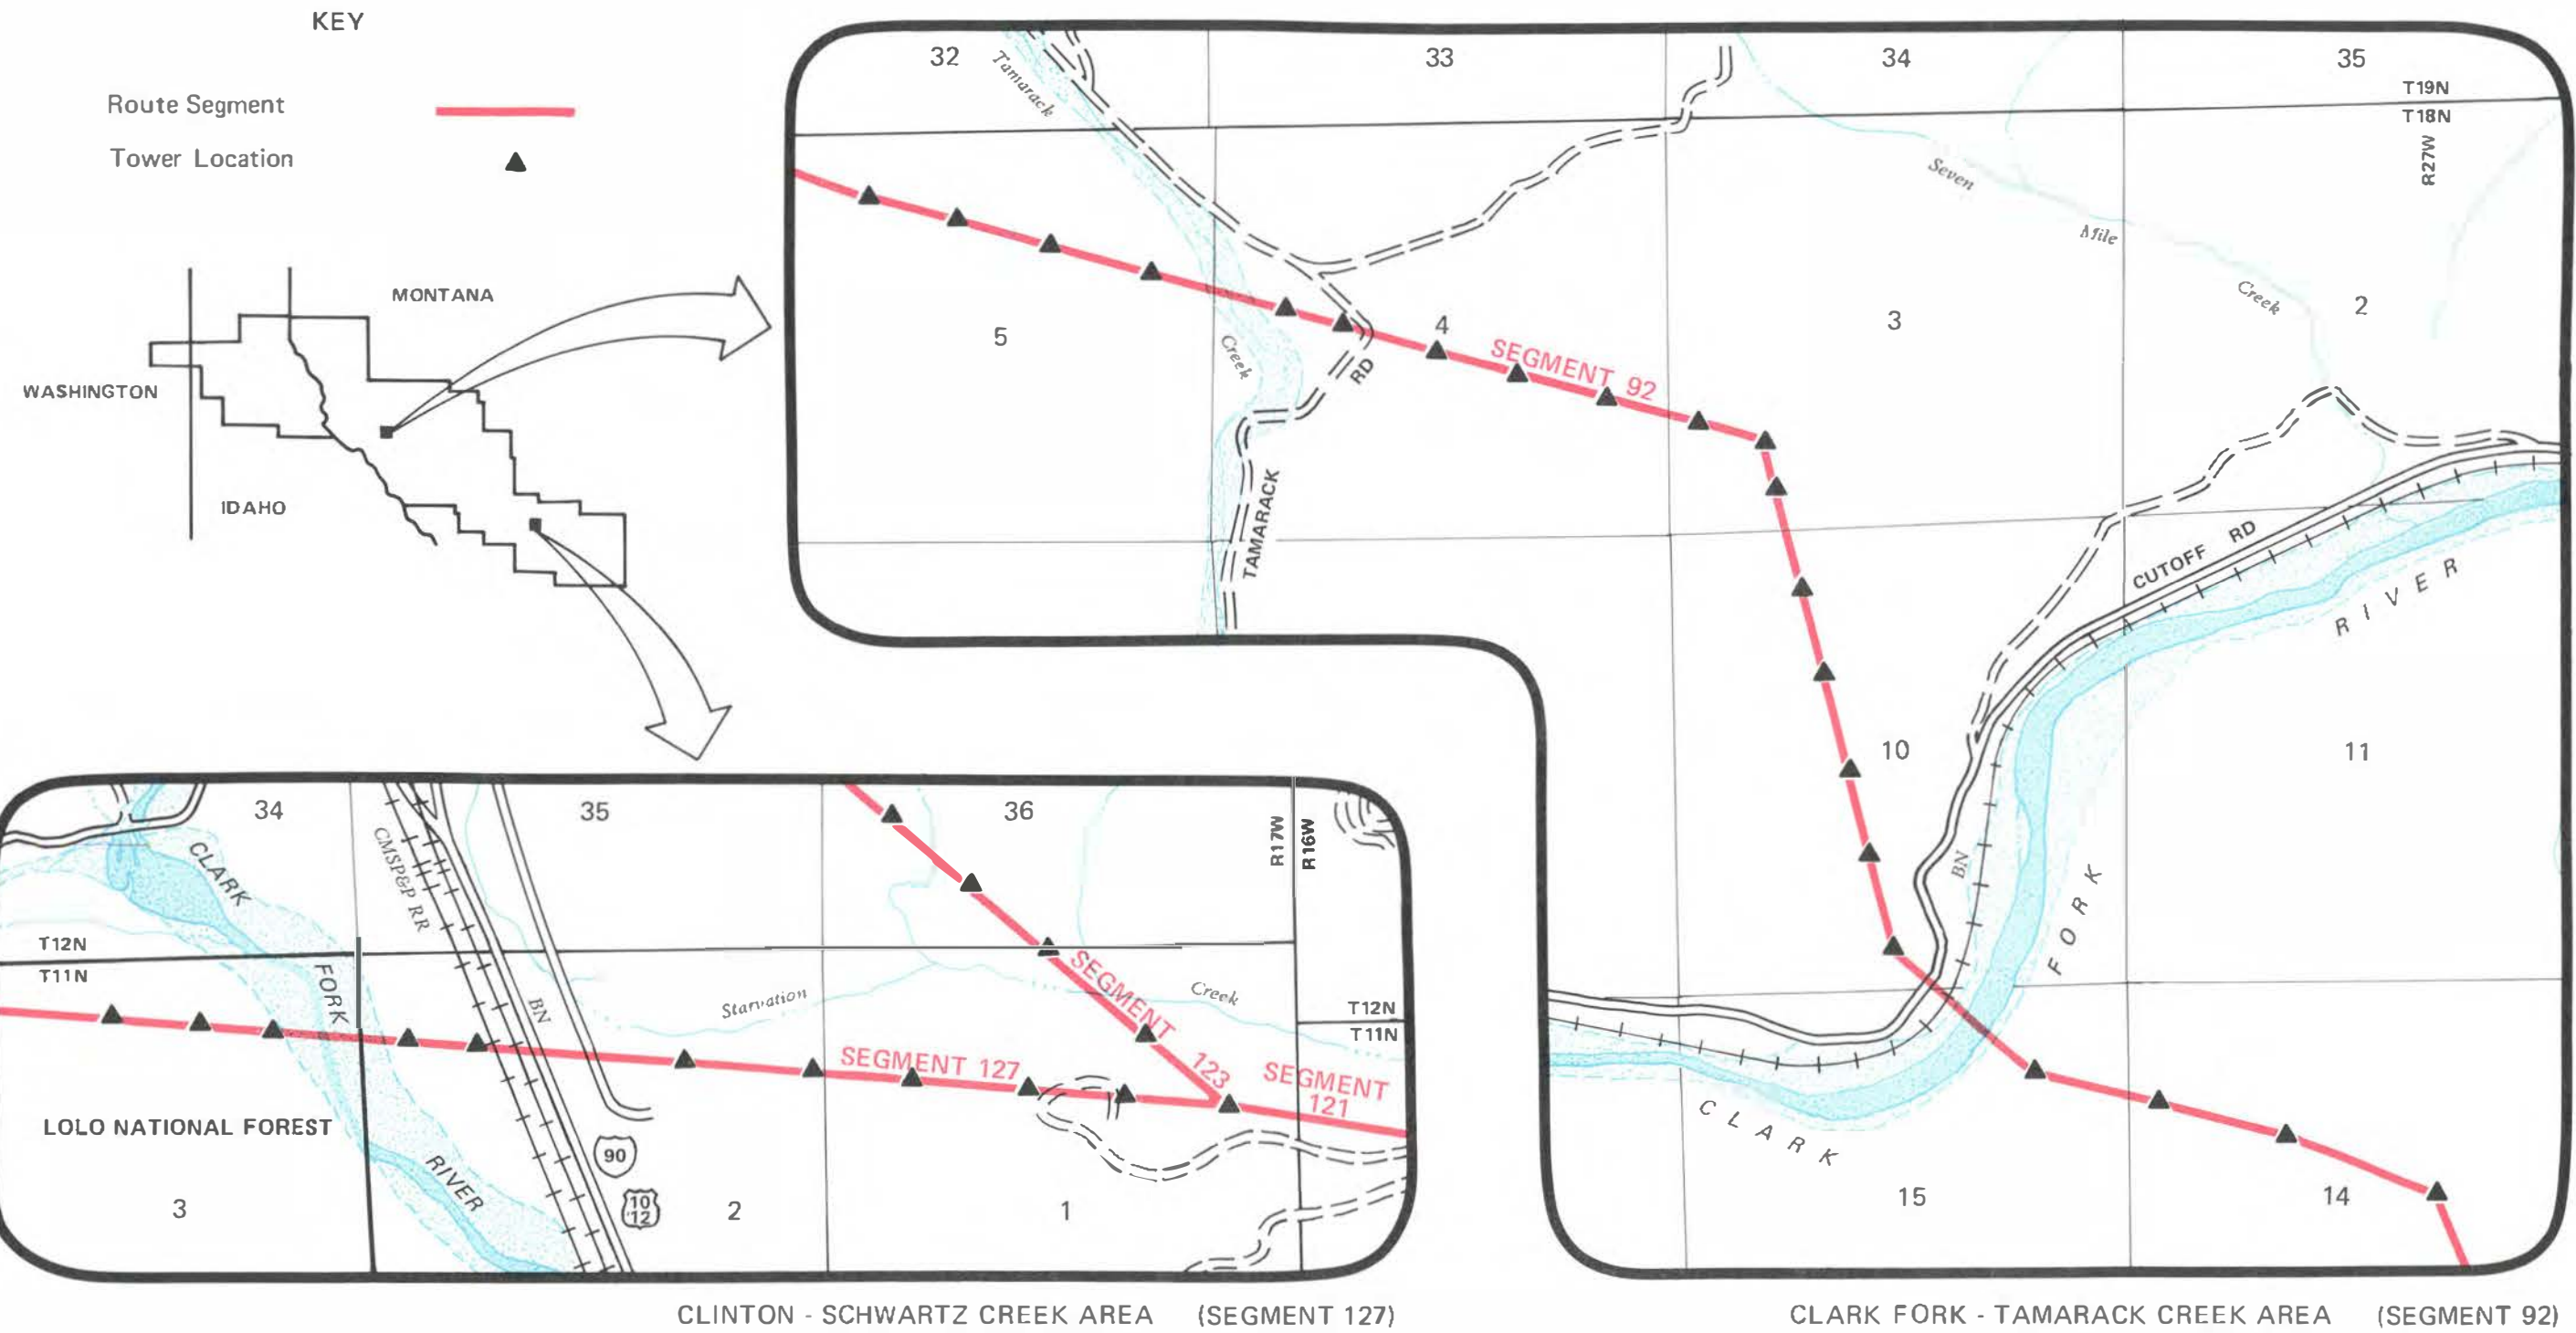 KEY
Route Segment
Tower Location
MONTANA
WASHINGTON
IDAHO
32
33
34
35
Tamarack
T19N
T18N
R27W
Seven
Mile
Creek
5
4
3
2
Creek
SEGMENT 92
RD
TAMARACK
CUTOFF RD
RIVER
10
11
BN
FORK
CLARK
15
14
34
35
36
CLARK
CMSP&P RR
R17W
R16W
T12N
T11N
FORK
BN
Starvation
Creek
SEGMENT 123
T12N
T11N
SEGMENT 127
SEGMENT
121
LOLO NATIONAL FOREST
90
RIVER
10
12
3
2
1
CLINTON - SCHWARTZ CREEK AREA (SEGMENT 127)
CLARK FORK - TAMARACK CREEK AREA (SEGMENT 92)